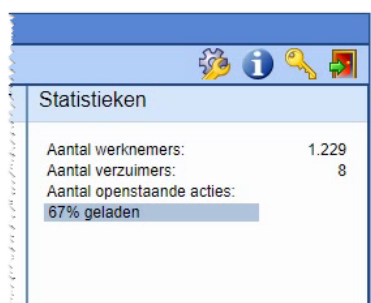 Statistieken
Aantal werknemers: 1.229
Aantal verzuimers: 8
Aantal openstaande acties:
67% geladen